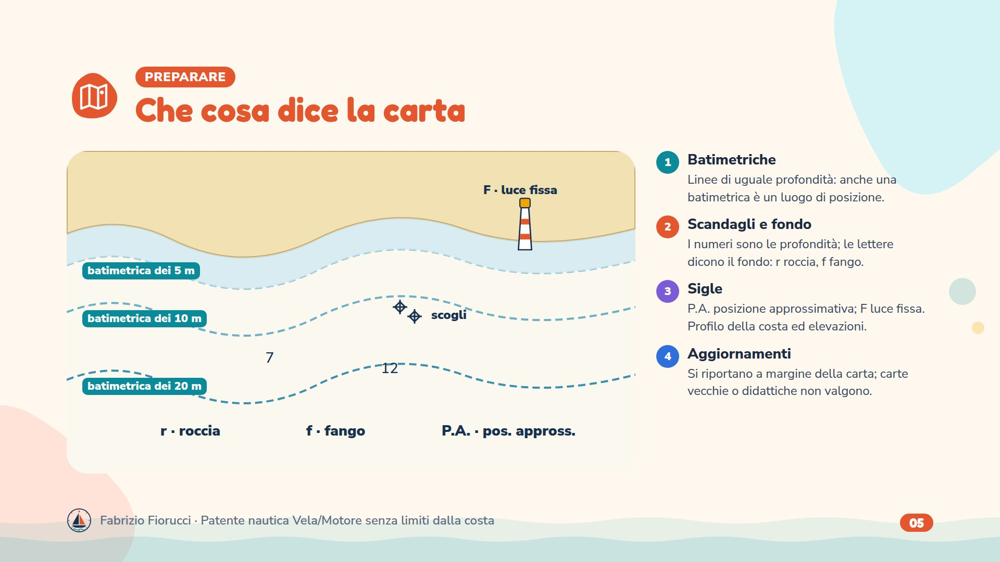 PREPARARE
Che cosa dice la carta
F · luce fissa
batimetrica dei 5 m
batimetrica dei 10 m
scogli
7
12
batimetrica dei 20 m
r · roccia
f · fango
P.A. · pos. appross.
1
Batimetriche
Linee di uguale profondità: anche una
batimetrica è un luogo di posizione.
2
Scandagli e fondo
I numeri sono le profondità; le lettere
dicono il fondo: r roccia, f fango.
3
Sigle
P.A. posizione approssimativa; F luce fissa.
Profilo della costa ed elevazioni.
4
Aggiornamenti
Si riportano a margine della carta; carte
vecchie o didattiche non valgono.
Fabrizio Fiorucci · Patente nautica Vela/Motore senza limiti dalla costa
05